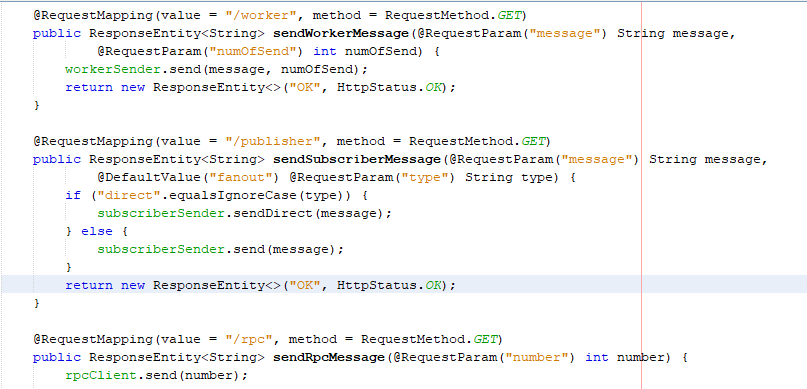 @RequestMapping(value = "/worker", method = RequestMethod.GET)
public ResponseEntity<String> sendWorkerMessage(@RequestParam("message") String message,
        @RequestParam("numOfSend") int numOfSend) {
    workerSender.send(message, numOfSend);
    return new ResponseEntity<>("OK", HttpStatus.OK);
}
@RequestMapping(value = "/publisher", method = RequestMethod.GET)
public ResponseEntity<String> sendSubscriberMessage(@RequestParam("message") String message,
        @DefaultValue("fanout") @RequestParam("type") String type) {
    if ("direct".equalsIgnoreCase(type)) {
        subscriberSender.sendDirect(message);
    } else {
        subscriberSender.send(message);
    }
    return new ResponseEntity<>("OK", HttpStatus.OK);
}
@RequestMapping(value = "/rpc", method = RequestMethod.GET)
public ResponseEntity<String> sendRpcMessage(@RequestParam("number") int number) {
    rpcClient.send(number);